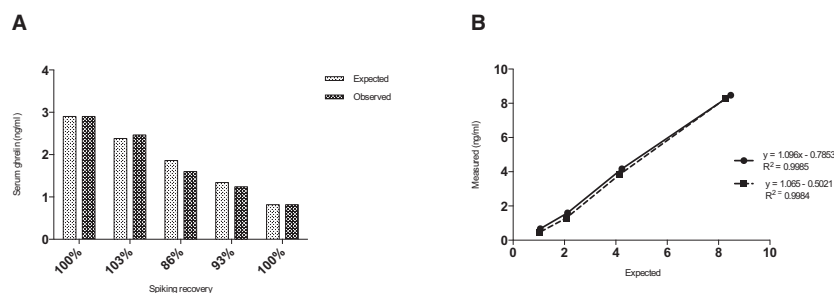 A
Serum ghrelin (ng/ml)
4
3
2
1
0
100%
103%
86%
93%
100%
Spiking recovery
Expected
Observed
B
Measured (ng/ml)
10
8
6
4
2
0
0
2
4
6
8
10
Expected
y = 1.096x - 0.7853
R² = 0.9985
y = 1.065 - 0.5021
R² = 0.9984